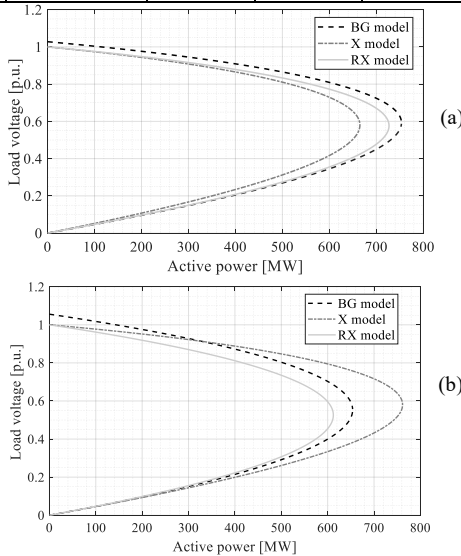 1.2
BG model
X model
RX model
1
0.8
0.6
0.4
0.2
0
Load voltage [p.u.]
(a)
0 100 200 300 400 500 600 700 800
Active power [MW]
1.2
BG model
X model
RX model
1
0.8
0.6
0.4
0.2
0
Load voltage [p.u.]
(b)
0 100 200 300 400 500 600 700 800
Active power [MW]